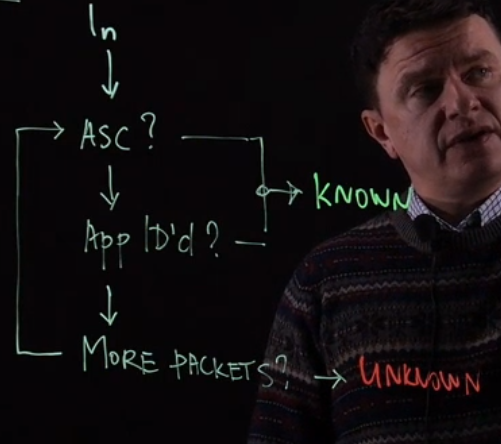 In
ASC?
KNOWN
App ID'd?
MORE PACKETS?
UNKNOWN